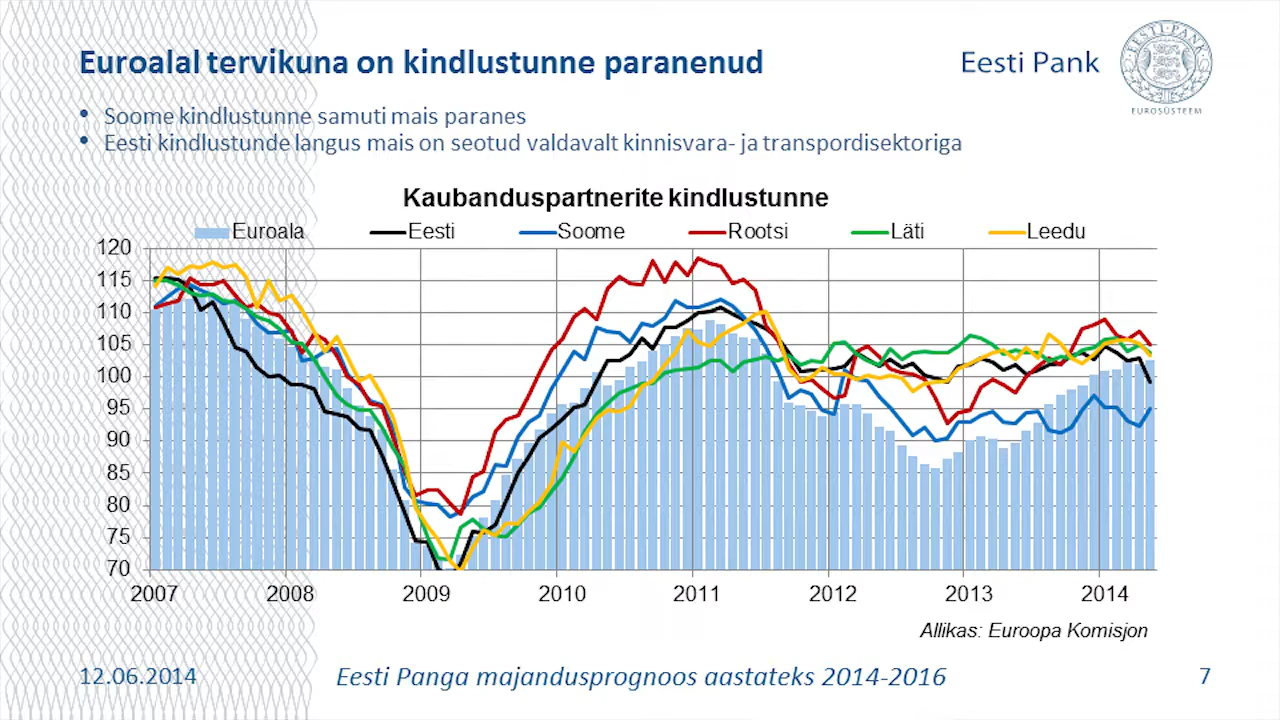 Euroalal tervikuna on kindlustunne paranenud
Eesti Pank
EESTI PANK
EUROSÜSTEEM
• Soome kindlustunne samuti mais paranes
• Eesti kindlustunde langus mais on seotud valdavalt kinnisvara- ja transpordisektoriga
Kaubanduspartnerite kindlustunne
Euroala Eesti Soome Rootsi Läti Leedu
120
115
110
105
100
95
90
85
80
75
70
2007 2008 2009 2010 2011 2012 2013 2014
Allikas: Euroopa Komisjon
12.06.2014 Eesti Panga majandusprognoos aastateks 2014-2016 7